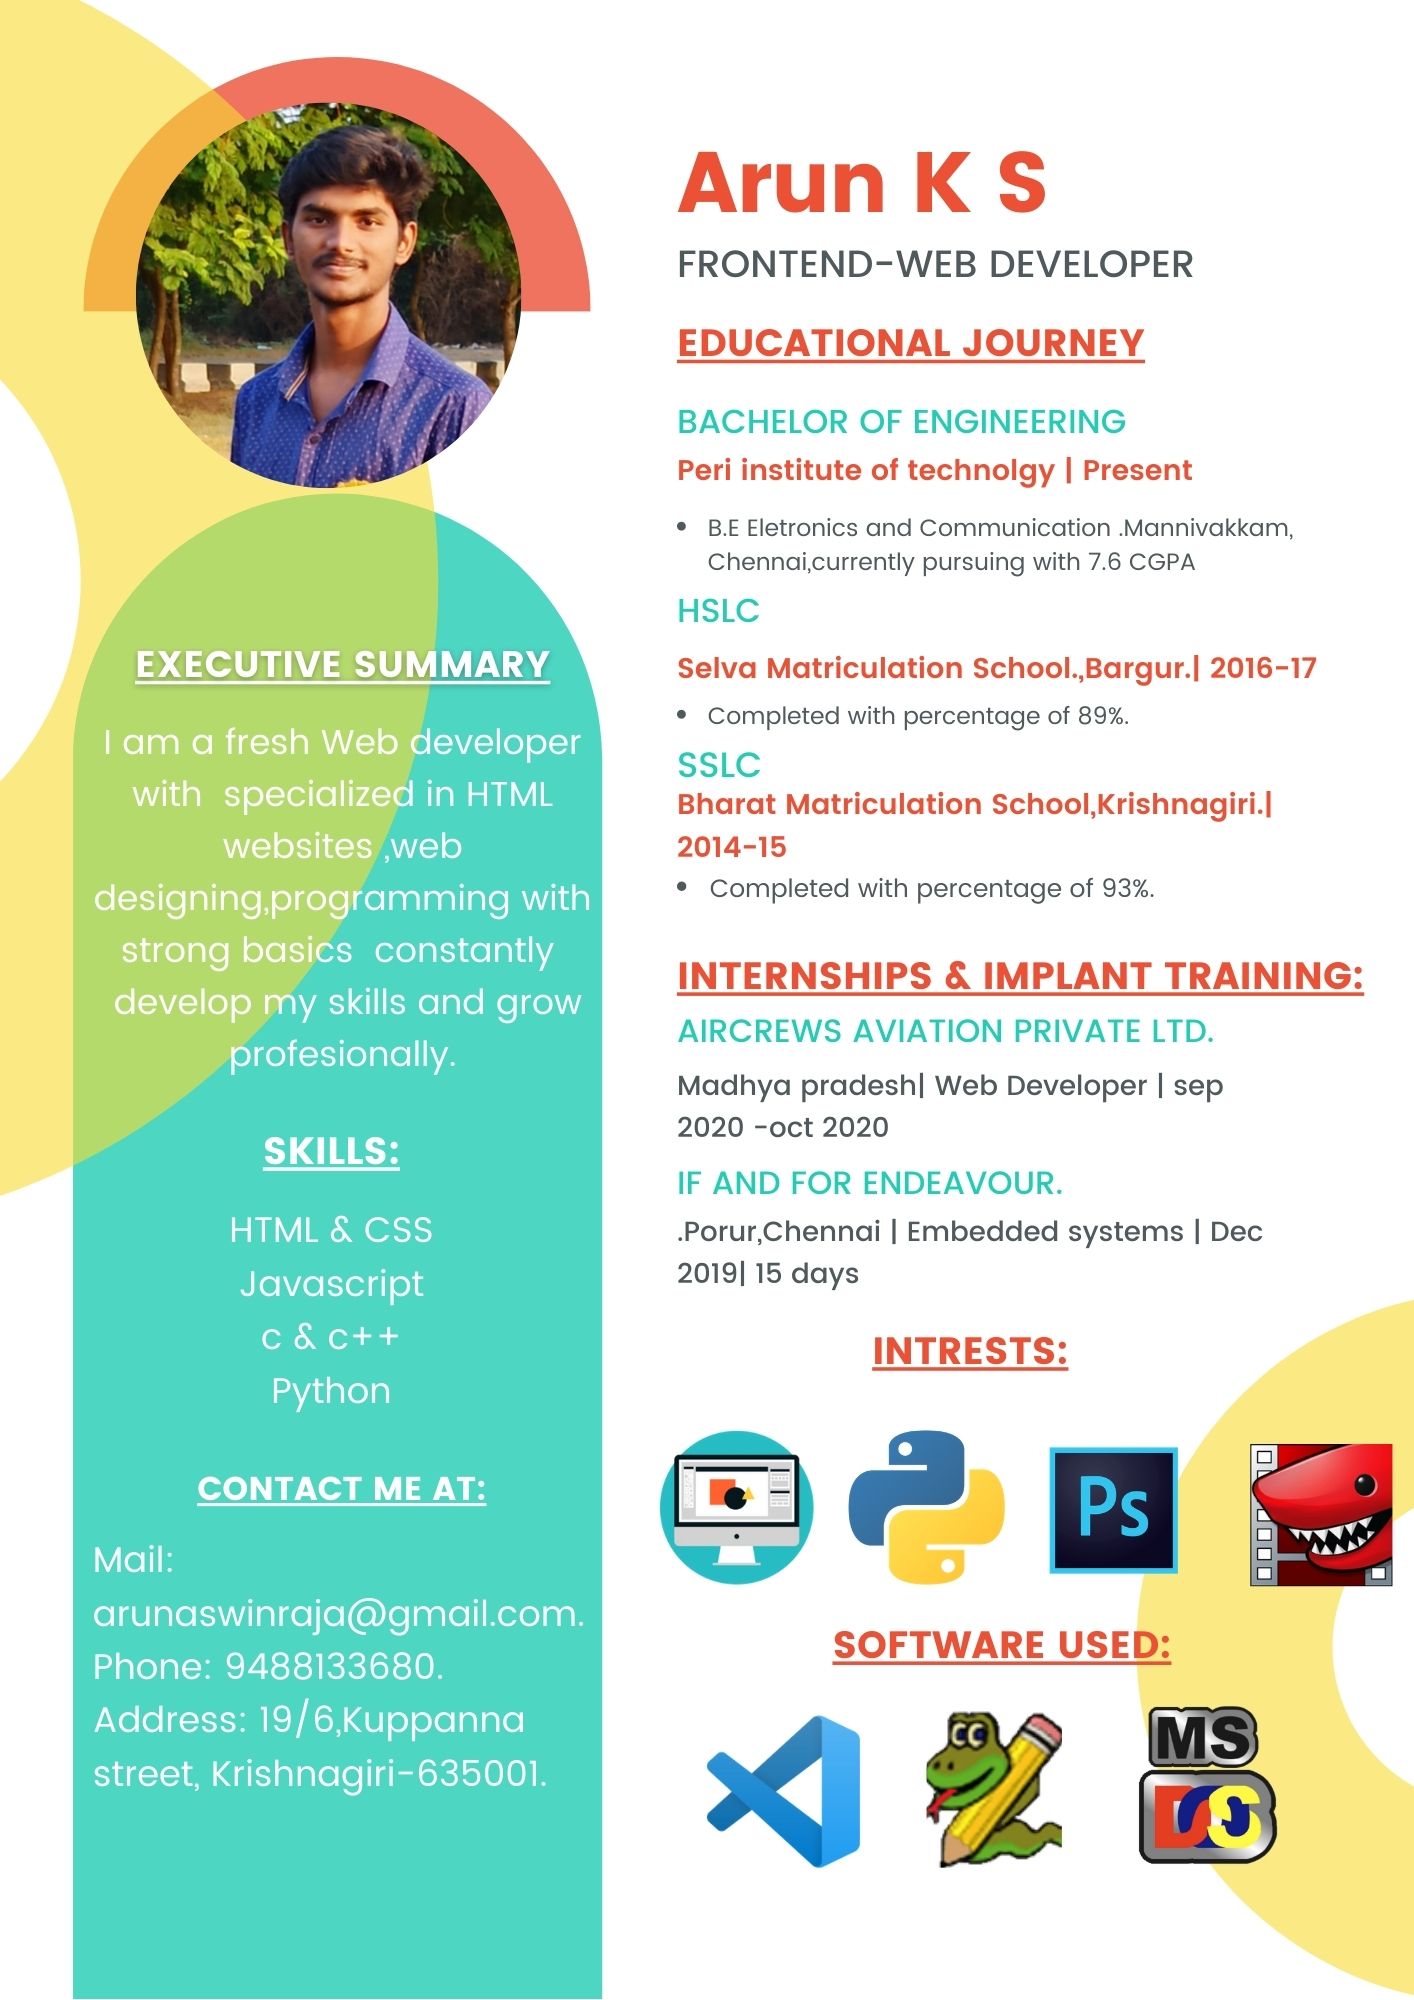 Arun K S
FRONTEND-WEB DEVELOPER
EDUCATIONAL JOURNEY
BACHELOR OF ENGINEERING
Peri institute of technolgy | Present
• B.E Eletronics and Communication .Mannivakkam,
Chennai,currently pursuing with 7.6 CGPA
HSLC
Selva Matriculation School.,Bargur.| 2016-17
• Completed with percentage of 89%.
SSLC
Bharat Matriculation School,Krishnagiri.|
2014-15
• Completed with percentage of 93%.
INTERNSHIPS & IMPLANT TRAINING:
AIRCREWS AVIATION PRIVATE LTD.
Madhya pradesh| Web Developer | sep
2020 -oct 2020
IF AND FOR ENDEAVOUR.
.Porur,Chennai | Embedded systems | Dec
2019| 15 days
INTRESTS:
Ps
SOFTWARE USED:
MS
DOS
EXECUTIVE SUMMARY
I am a fresh Web developer
with specialized in HTML
websites ,web
designing,programming with
strong basics constantly
develop my skills and grow
profesionally.
SKILLS:
HTML & CSS
Javascript
c & c++
Python
CONTACT ME AT:
Mail:
arunaswinraja@gmail.com.
Phone: 9488133680.
Address: 19/6,Kuppanna
street, Krishnagiri-635001.